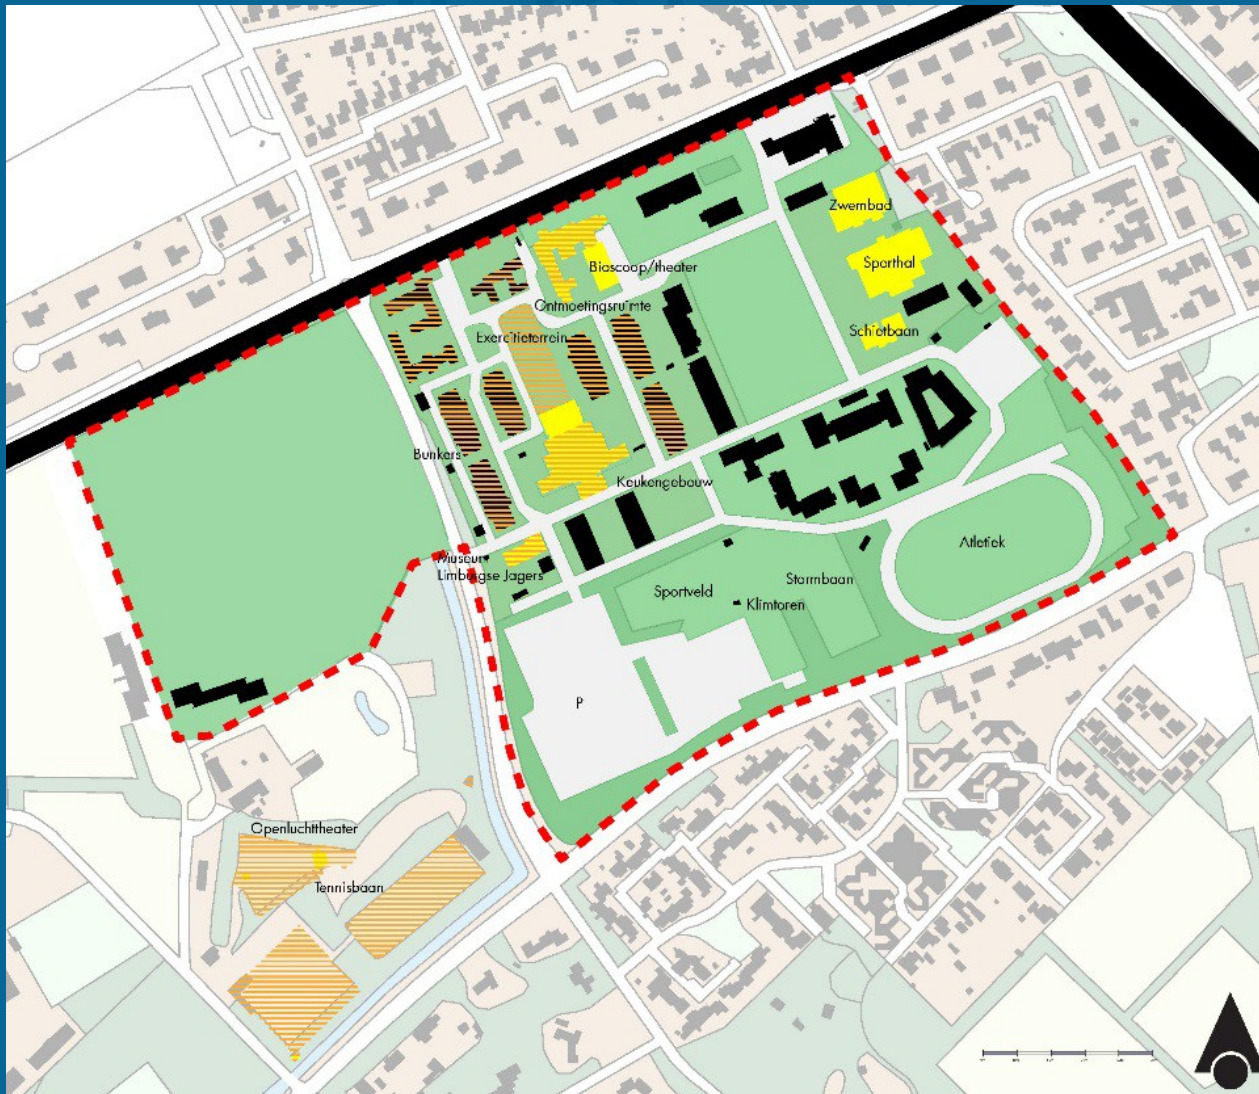 Zwembad
Sporthal
Bioscoop/theater
Ontmoetingsruimte
Exercitieterrein
Schietbaan
Bunkers
Keukengebouw
Museum
Limburgse Jagers
Atletiek
Stormbaan
Sportveld
Klimtoren
P
Openluchttheater
Tennisbaan